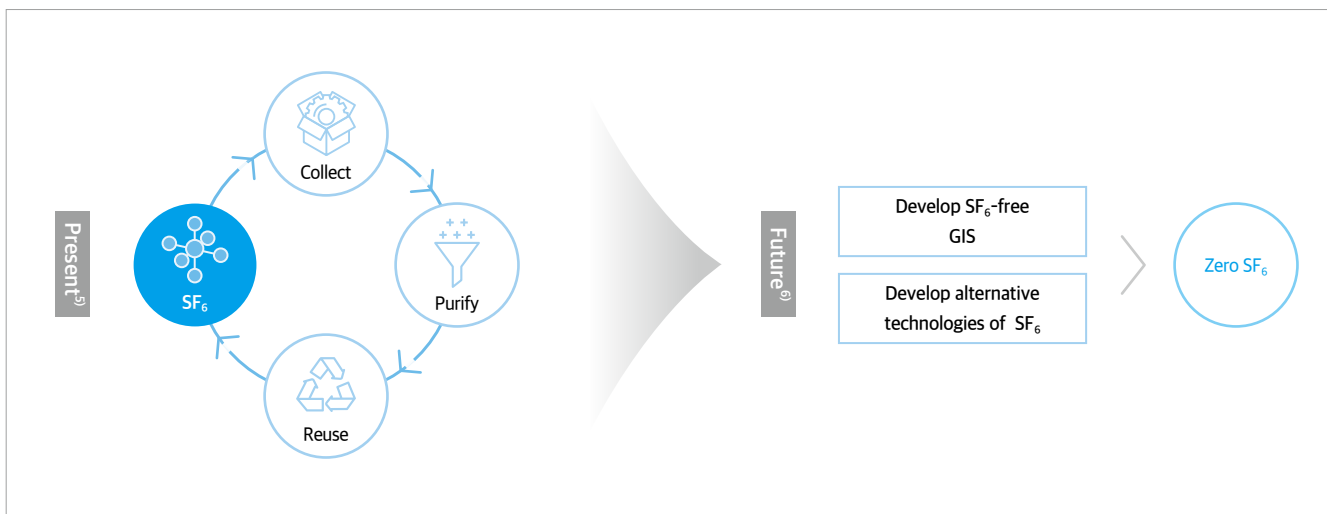 Present⁵⁾
Collect
SF₆
Purify
Reuse
Future⁶⁾
Develop SF₆-free
GIS
Develop alternative
technologies of SF₆
Zero SF₆